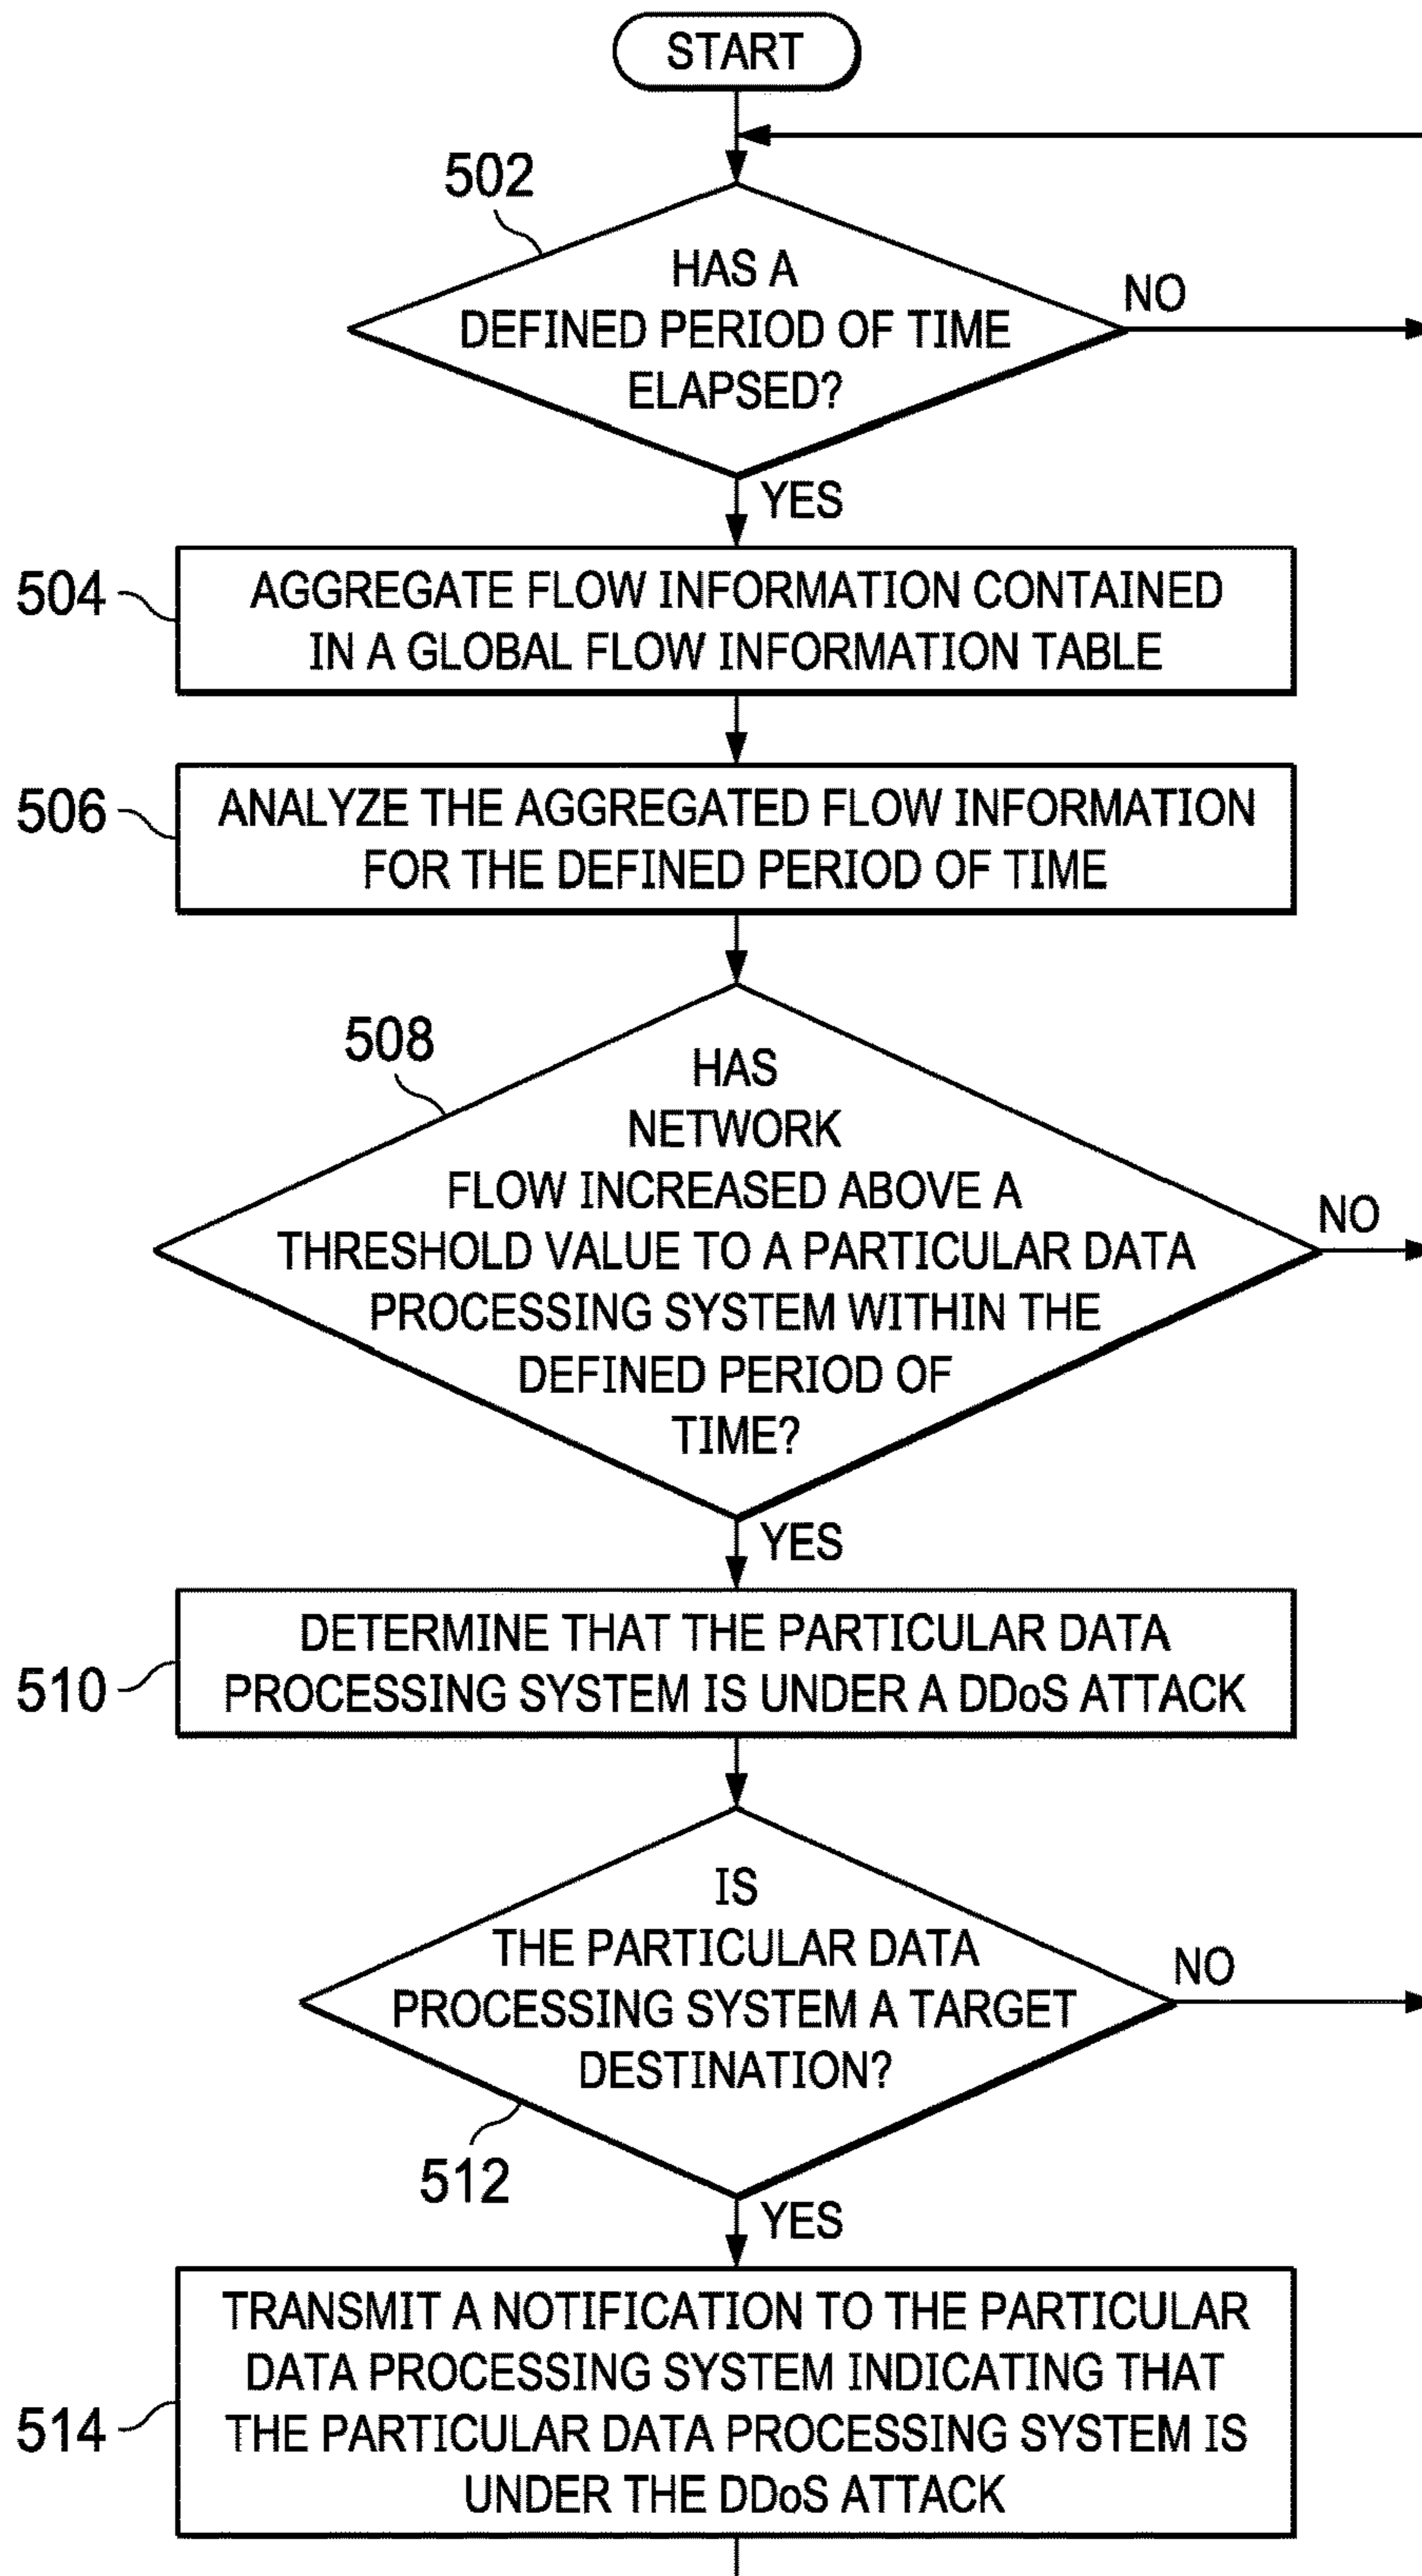 START
502
HAS A
DEFINED PERIOD OF TIME
ELAPSED?
NO
YES
504
AGGREGATE FLOW INFORMATION CONTAINED
IN A GLOBAL FLOW INFORMATION TABLE
506
ANALYZE THE AGGREGATED FLOW INFORMATION
FOR THE DEFINED PERIOD OF TIME
508
HAS
NETWORK
FLOW INCREASED ABOVE A
THRESHOLD VALUE TO A PARTICULAR DATA
PROCESSING SYSTEM WITHIN THE
DEFINED PERIOD OF
TIME?
NO
YES
510
DETERMINE THAT THE PARTICULAR DATA
PROCESSING SYSTEM IS UNDER A DDoS ATTACK
IS
THE PARTICULAR DATA
PROCESSING SYSTEM A TARGET
DESTINATION?
NO
512
YES
514
TRANSMIT A NOTIFICATION TO THE PARTICULAR
DATA PROCESSING SYSTEM INDICATING THAT
THE PARTICULAR DATA PROCESSING SYSTEM IS
UNDER THE DDoS ATTACK